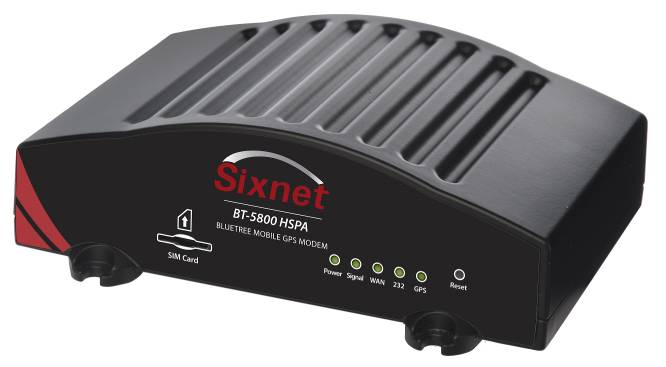 Sixnet
BT-5800 HSPA
BLUETREE MOBILE GPS MODEM
SIM Card
Power Signal WAN 232 GPS Reset